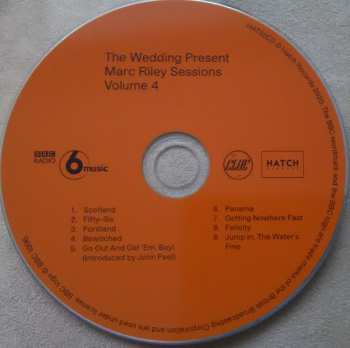 The Wedding Present
Marc Riley Sessions
Volume 4
BBC
RADIO
6 music
HATCH
1. Scotland
2. Fifty-Six
3. Fordland
4. Bewitched
5. Go Out And Get 'Em, Boy!
(Introduced by John Peel)
6. Panama
7. Getting Nowhere Fast
8. Felicity
9. Jump In, The Water's
Fine